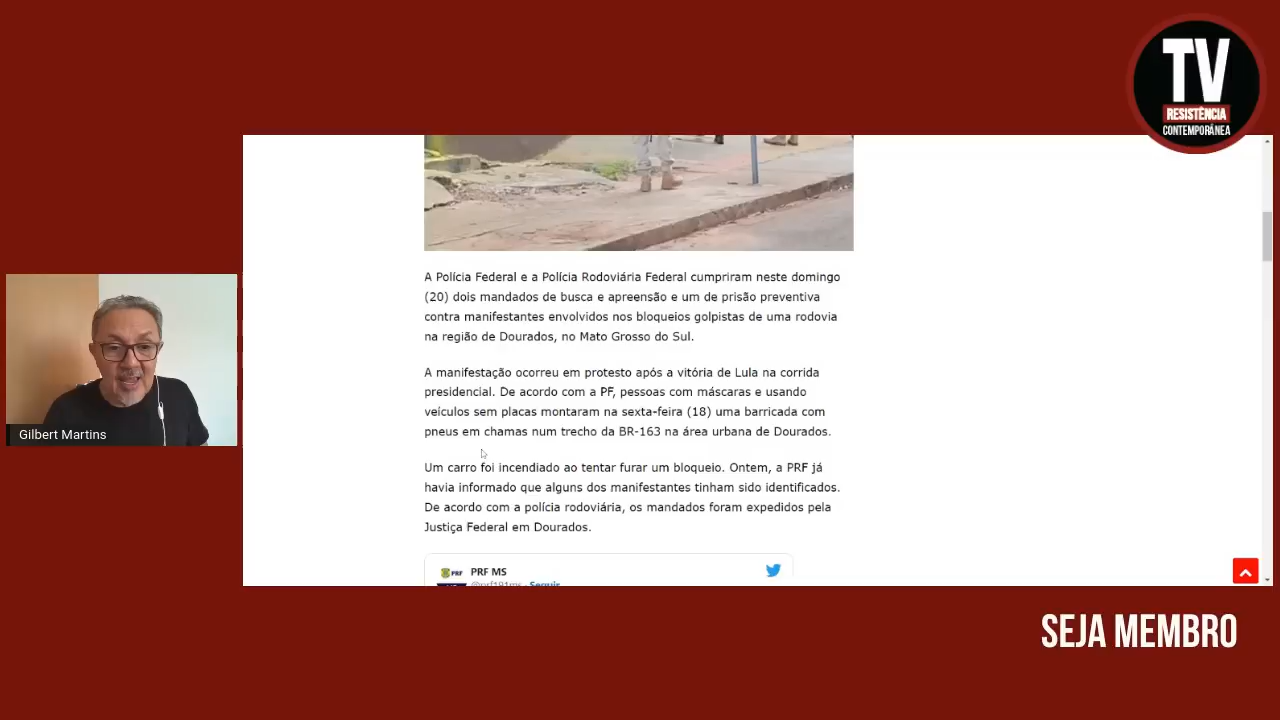 TV
RESISTÊNCIA
CONTEMPORÂNEA
A Polícia Federal e a Polícia Rodoviária Federal cumpriram neste domingo
(20) dois mandados de busca e apreensão e um de prisão preventiva
contra manifestantes envolvidos nos bloqueios golpistas de uma rodovia
na região de Dourados, no Mato Grosso do Sul.
A manifestação ocorreu em protesto após a vitória de Lula na corrida
presidencial. De acordo com a PF, pessoas com máscaras e usando
veículos sem placas montaram na sexta-feira (18) uma barricada com
pneus em chamas num trecho da BR-163 na área urbana de Dourados.
Um carro foi incendiado ao tentar furar um bloqueio. Ontem, a PRF já
havia informado que alguns dos manifestantes tinham sido identificados.
De acordo com a polícia rodoviária, os mandados foram expedidos pela
Justiça Federal em Dourados.
PRF
PRF MS
@prf191ms · Seguir
Gilbert Martins
SEJA MEMBRO